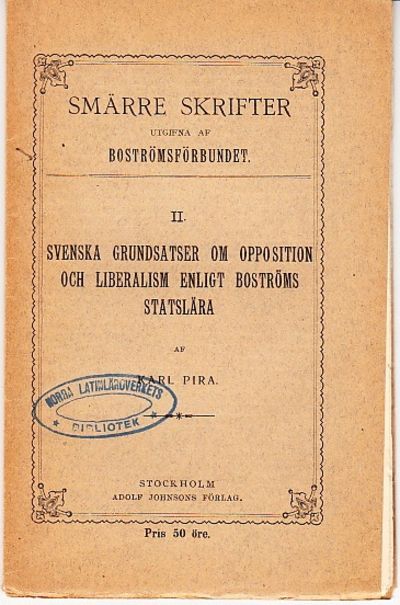 SMÄRRE SKRIFTER
UTGIFNA AF
BOSTRÖMSFÖRBUNDET.
II.
SVENSKA GRUNDSATSER OM OPPOSITION
OCH LIBERALISM ENLIGT BOSTRÖMS
STATSLÄRA
AF
KARL PIRA.
NORRA LATINLÄROVERKETS
* BIBLIOTEK *
STOCKHOLM
ADOLF JOHNSONS FÖRLAG.
Pris 50 öre.